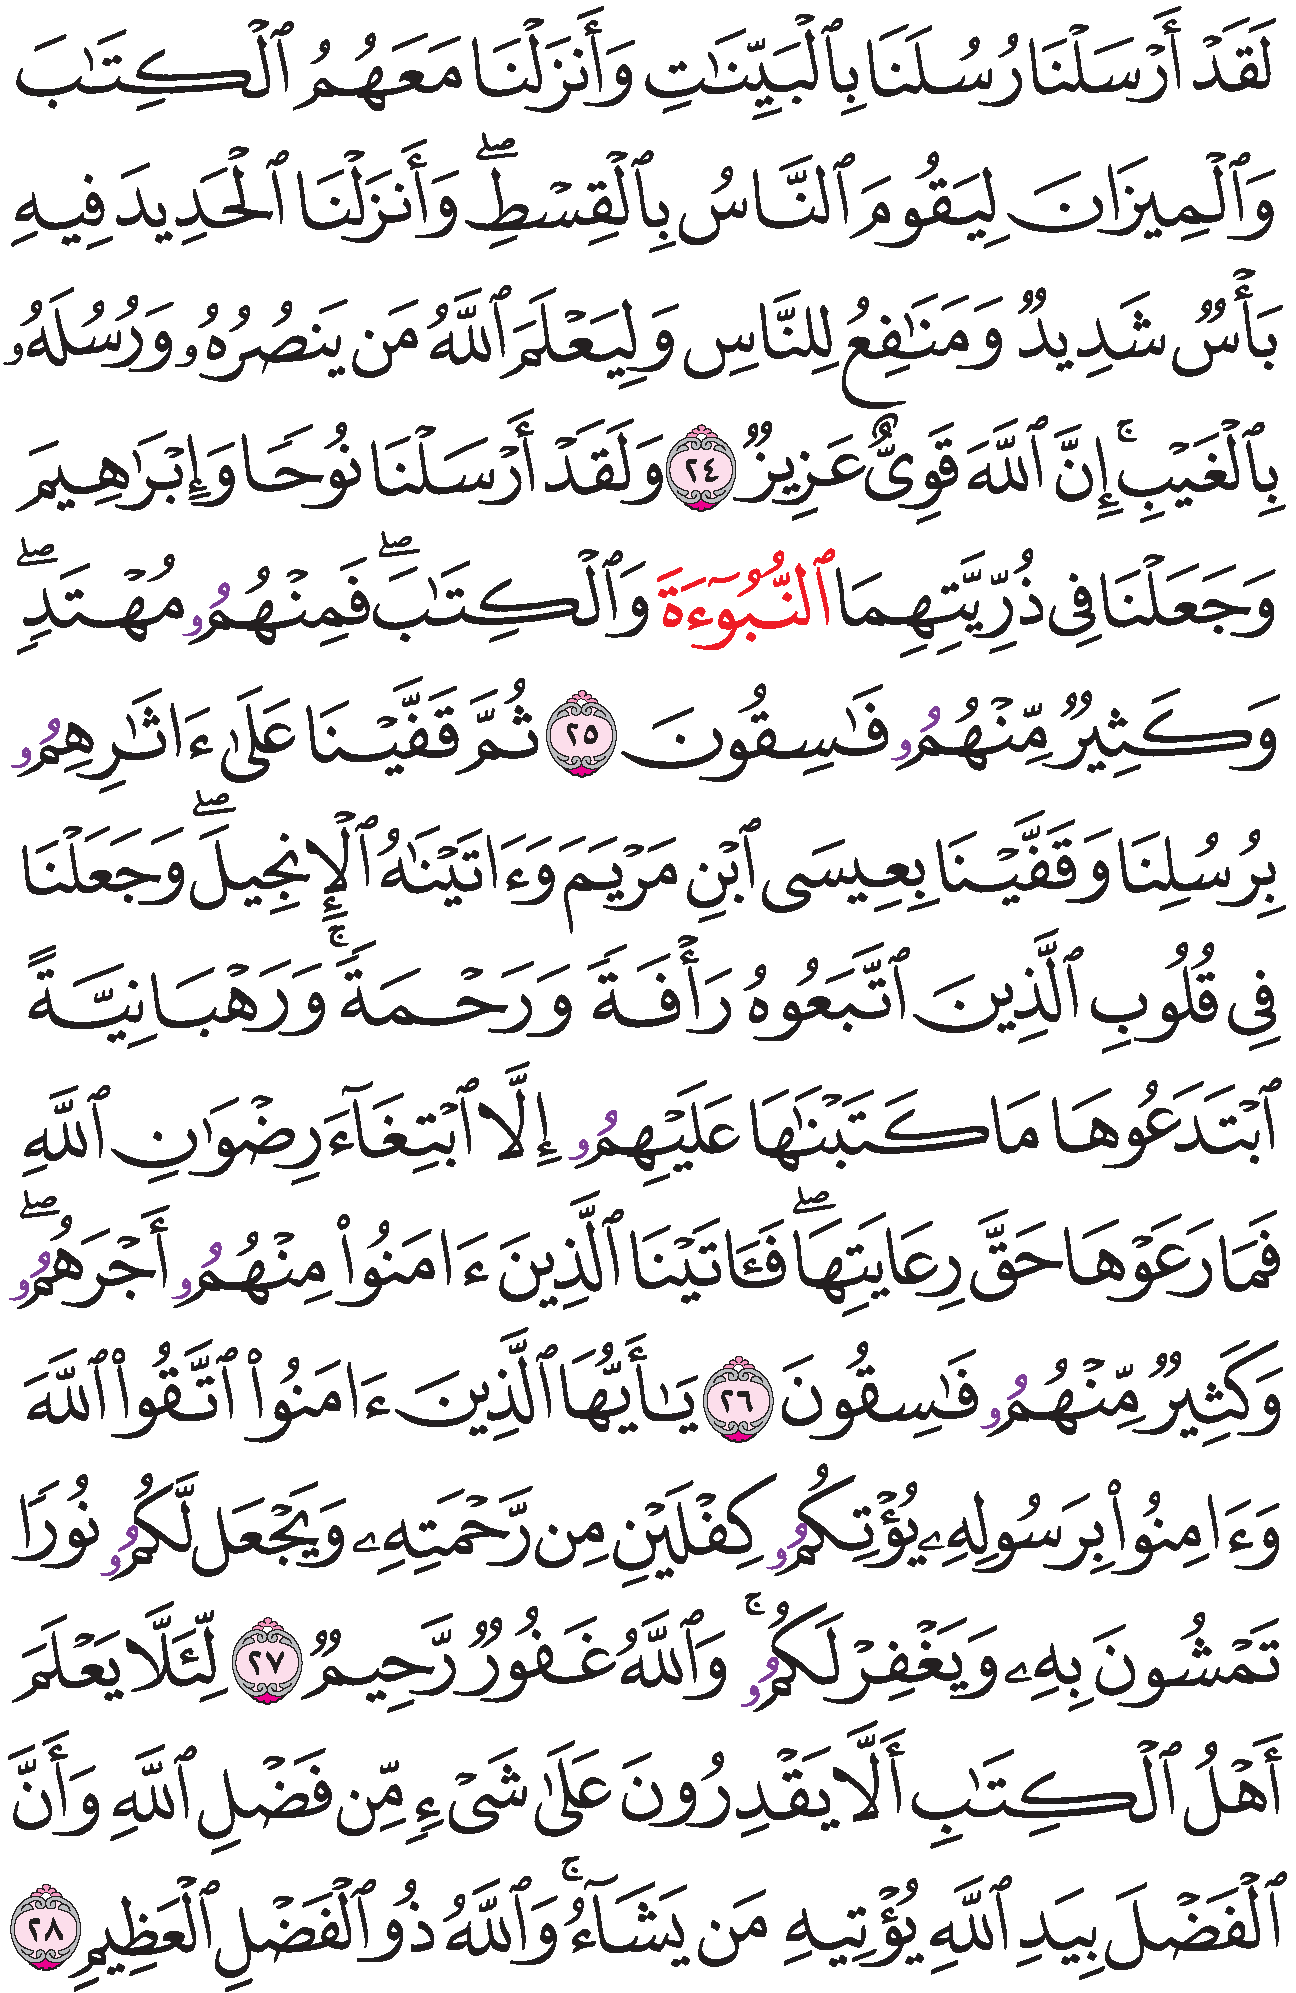 لَقَدۡ أَرۡسَلۡنَا رُسُلَنَا بِٱلۡبَيِّنَٰتِ وَأَنزَلۡنَا مَعَهُمُ ٱلۡكِتَٰبَ
وَٱلۡمِيزَانَ لِيَقُومَ ٱلنَّاسُ بِٱلۡقِسۡطِۖ وَأَنزَلۡنَا ٱلۡحَدِيدَ فِيهِ
بَأۡسٞ شَدِيدٞ وَمَنَٰفِعُ لِلنَّاسِ وَلِيَعۡلَمَ ٱللَّهُ مَن يَنصُرُهُۥ وَرُسُلَهُۥ
بِٱلۡغَيۡبِۚ إِنَّ ٱللَّهَ قَوِيٌّ عَزِيزٞ ٢٤ وَلَقَدۡ أَرۡسَلۡنَا نُوحٗا وَإِبۡرَٰهِيمَ
وَجَعَلۡنَا فِي ذُرِّيَّتِهِمَا ٱلنُّبُوٓءَةَ وَٱلۡكِتَٰبَۖ فَمِنۡهُمُۥ مُهۡتَدٖۖ
وَكَثِيرٞ مِّنۡهُمُۥ فَٰسِقُونَ ٢٥ ثُمَّ قَفَّيۡنَا عَلَىٰ ءَاثَٰرِهِمُۥ
بِرُسُلِنَا وَقَفَّيۡنَا بِعِيسَى ٱبۡنِ مَرۡيَمَ وَءَاتَيۡنَٰهُ ٱلۡإِنجِيلَۖ وَجَعَلۡنَا
فِي قُلُوبِ ٱلَّذِينَ ٱتَّبَعُوهُ رَأۡفَةٗ وَرَحۡمَةٗۚ وَرَهۡبَانِيَّةً
ٱبۡتَدَعُوهَا مَا كَتَبۡنَٰهَا عَلَيۡهِمُۥ إِلَّا ٱبۡتِغَآءَ رِضۡوَٰنِ ٱللَّهِ
فَمَا رَعَوۡهَا حَقَّ رِعَايَتِهَاۖ فَـَٔاتَيۡنَا ٱلَّذِينَ ءَامَنُواْ مِنۡهُمُۥ أَجۡرَهُمُۥۖ
وَكَثِيرٞ مِّنۡهُمُۥ فَٰسِقُونَ ٢٦ يَٰٓأَيُّهَا ٱلَّذِينَ ءَامَنُواْ ٱتَّقُواْ ٱللَّهَ
وَءَامِنُواْ بِرَسُولِهِۦ يُؤۡتِكُمُۥ كِفۡلَيۡنِ مِن رَّحۡمَتِهِۦ وَيَجۡعَل لَّكُمُۥ نُورٗا
تَمۡشُونَ بِهِۦ وَيَغۡفِرۡ لَكُمُۥۚ وَٱللَّهُ غَفُورٞ رَّحِيمٞ ٢٧ لِّئَلَّا يَعۡلَمَ
أَهۡلُ ٱلۡكِتَٰبِ أَلَّا يَقۡدِرُونَ عَلَىٰ شَيۡءٖ مِّن فَضۡلِ ٱللَّهِ وَأَنَّ
ٱلۡفَضۡلَ بِيَدِ ٱللَّهِ يُؤۡتِيهِ مَن يَشَآءُۚ وَٱللَّهُ ذُو ٱلۡفَضۡلِ ٱلۡعَظِيمِ ٢٨